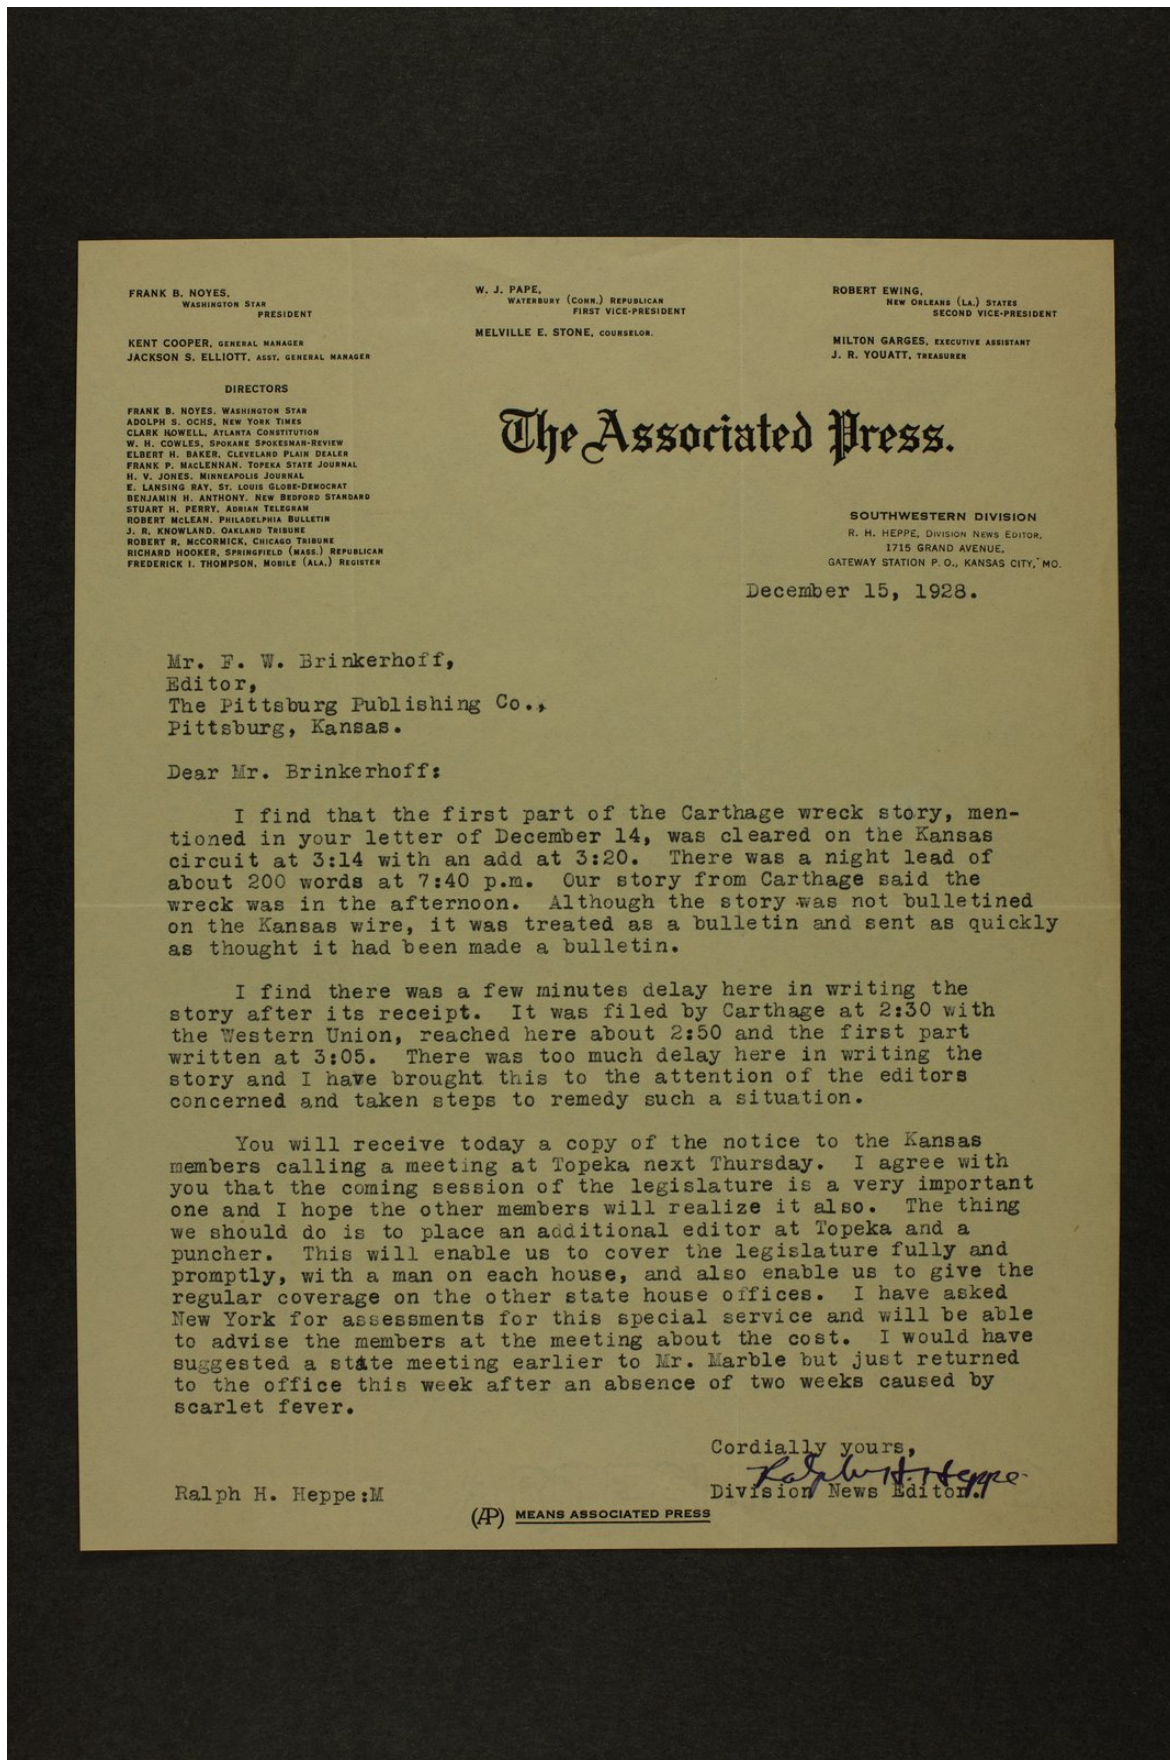 FRANK B. NOYES,
WASHINGTON STAR
PRESIDENT
KENT COOPER, GENERAL MANAGER
JACKSON S. ELLIOTT, ASST. GENERAL MANAGER
W. J. PAPE,
WATERBURY (CONN.) REPUBLICAN
FIRST VICE-PRESIDENT
MELVILLE E. STONE, COUNSELOR.
ROBERT EWING,
NEW ORLEANS (LA.) STATES
SECOND VICE-PRESIDENT
MILTON GARGES, EXECUTIVE ASSISTANT
J. R. YOUATT, TREASURER
DIRECTORS
FRANK B. NOYES, WASHINGTON STAR
ADOLPH S. OCHS, NEW YORK TIMES
CLARK HOWELL, ATLANTA CONSTITUTION
W. H. COWLES, SPOKANE SPOKESMAN-REVIEW
ELBERT H. BAKER, CLEVELAND PLAIN DEALER
FRANK P. MACLENNAN, TOPEKA STATE JOURNAL
H. V. JONES, MINNEAPOLIS JOURNAL
E. LANSING RAY, ST. LOUIS GLOBE-DEMOCRAT
BENJAMIN H. ANTHONY, NEW BEDFORD STANDARD
STUART H. PERRY, ADRIAN TELEGRAM
ROBERT MCLEAN, PHILADELPHIA BULLETIN
J. R. KNOWLAND, OAKLAND TRIBUNE
ROBERT R. MCCORMICK, CHICAGO TRIBUNE
RICHARD HOOKER, SPRINGFIELD (MASS.) REPUBLICAN
FREDERICK I. THOMPSON, MOBILE (ALA.) REGISTER
The Associated Press.
SOUTHWESTERN DIVISION
R. H. HEPPE, DIVISION NEWS EDITOR,
1715 GRAND AVENUE,
GATEWAY STATION P. O., KANSAS CITY, MO.
December 15, 1928.
Mr. F. W. Brinkerhoff,
Editor,
The Pittsburg Publishing Co.,
Pittsburg, Kansas.
Dear Mr. Brinkerhoff:
I find that the first part of the Carthage wreck story, men-
tioned in your letter of December 14, was cleared on the Kansas
circuit at 3:14 with an add at 3:20. There was a night lead of
about 200 words at 7:40 p.m. Our story from Carthage said the
wreck was in the afternoon. Although the story was not bulletined
on the Kansas wire, it was treated as a bulletin and sent as quickly
as thought it had been made a bulletin.
I find there was a few minutes delay here in writing the
story after its receipt. It was filed by Carthage at 2:30 with
the Western Union, reached here about 2:50 and the first part
written at 3:05. There was too much delay here in writing the
story and I have brought this to the attention of the editors
concerned and taken steps to remedy such a situation.
You will receive today a copy of the notice to the Kansas
members calling a meeting at Topeka next Thursday. I agree with
you that the coming session of the legislature is a very important
one and I hope the other members will realize it also. The thing
we should do is to place an additional editor at Topeka and a
puncher. This will enable us to cover the legislature fully and
promptly, with a man on each house, and also enable us to give the
regular coverage on the other state house offices. I have asked
New York for assessments for this special service and will be able
to advise the members at the meeting about the cost. I would have
suggested a state meeting earlier to Mr. Marble but just returned
to the office this week after an absence of two weeks caused by
scarlet fever.
Cordially yours,
Ralph H. Heppe
Division News Editor.
Ralph H. Heppe:M
(AP) MEANS ASSOCIATED PRESS